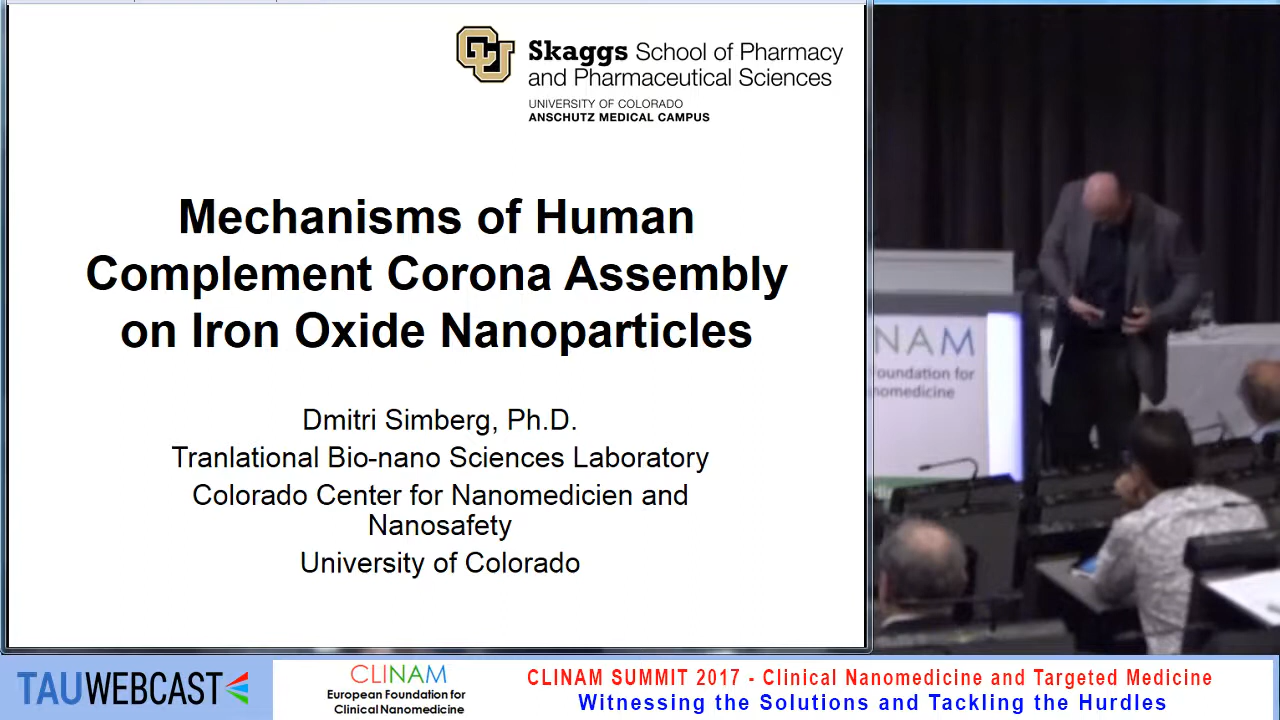 CU
Skaggs School of Pharmacy
and Pharmaceutical Sciences
UNIVERSITY OF COLORADO
ANSCHUTZ MEDICAL CAMPUS
Mechanisms of Human
Complement Corona Assembly
on Iron Oxide Nanoparticles
Dmitri Simberg, Ph.D.
Tranlational Bio-nano Sciences Laboratory
Colorado Center for Nanomedicien and
Nanosafety
University of Colorado
NAM
oundation for
nomedicine
TAUWEBCAST
CLINAM
European Foundation for
Clinical Nanomedicine
CLINAM SUMMIT 2017 - Clinical Nanomedicine and Targeted Medicine
Witnessing the Solutions and Tackling the Hurdles